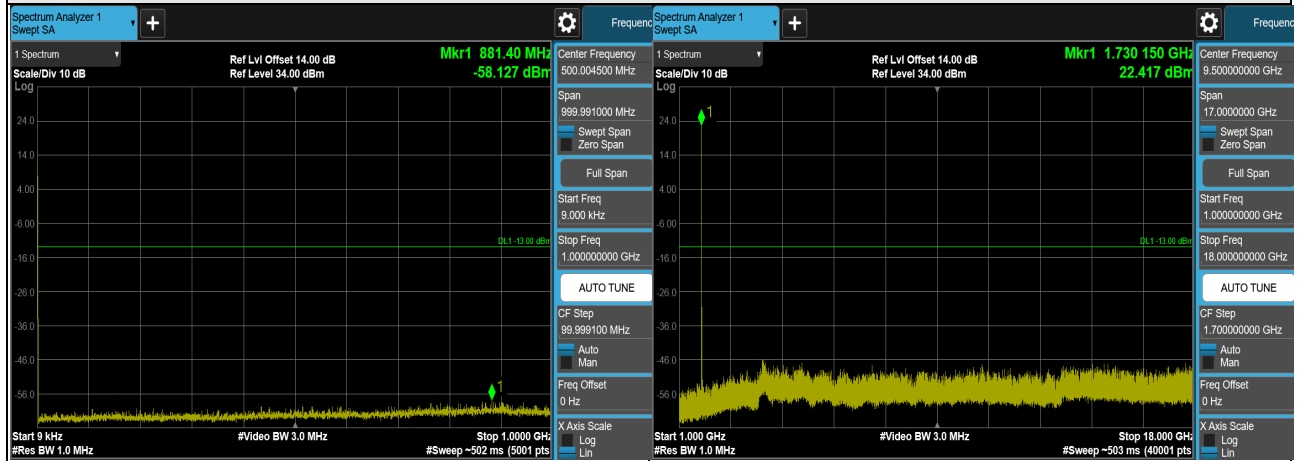 Spectrum Analyzer 1
Swept SA
+
Frequenc
1 Spectrum
Scale/Div 10 dB
Log
Ref Lvl Offset 14.00 dB
Ref Level 34.00 dBm
Mkr1 881.40 MHz
-58.127 dBm
24.0
14.0
4.00
-6.00
-16.0
-26.0
-36.0
-46.0
-56.0
DL1 -13.00 dBm
1
Start 9 kHz
#Res BW 1.0 MHz
#Video BW 3.0 MHz
Stop 1.0000 GHz
#Sweep ~502 ms (5001 pts
Center Frequency
500.004500 MHz
Span
999.991000 MHz
Swept Span
Zero Span
Full Span
Start Freq
9.000 kHz
Stop Freq
1.000000000 GHz
AUTO TUNE
CF Step
99.999100 MHz
Auto
Man
Freq Offset
0 Hz
X Axis Scale
Log
Lin
Spectrum Analyzer 1
Swept SA
+
Frequenc
1 Spectrum
Scale/Div 10 dB
Log
Ref Lvl Offset 14.00 dB
Ref Level 34.00 dBm
Mkr1 1.730 150 GHz
22.417 dBm
24.0
14.0
4.00
-6.00
-16.0
-26.0
-36.0
-46.0
-56.0
DL1 -13.00 dBm
1
Start 1.000 GHz
#Res BW 1.0 MHz
#Video BW 3.0 MHz
Stop 18.000 GHz
#Sweep ~503 ms (40001 pts
Center Frequency
9.500000000 GHz
Span
17.0000000 GHz
Swept Span
Zero Span
Full Span
Start Freq
1.000000000 GHz
Stop Freq
18.000000000 GHz
AUTO TUNE
CF Step
1.700000000 GHz
Auto
Man
Freq Offset
0 Hz
X Axis Scale
Log
Lin